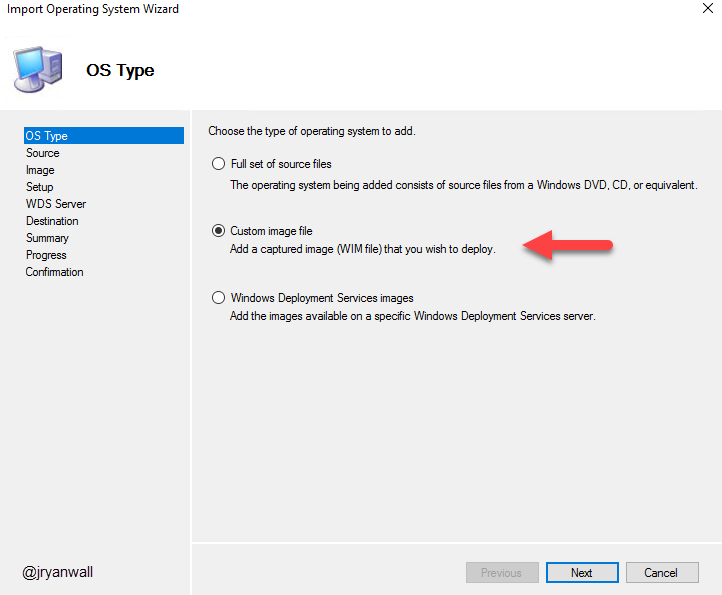 Import Operating System Wizard
OS Type
OS Type
Source
Image
Setup
WDS Server
Destination
Summary
Progress
Confirmation
Choose the type of operating system to add.
Full set of source files
The operating system being added consists of source files from a Windows DVD, CD, or equivalent.
Custom image file
Add a captured image (WIM file) that you wish to deploy.
Windows Deployment Services images
Add the images available on a specific Windows Deployment Services server.
@jryanwall
Previous
Next
Cancel